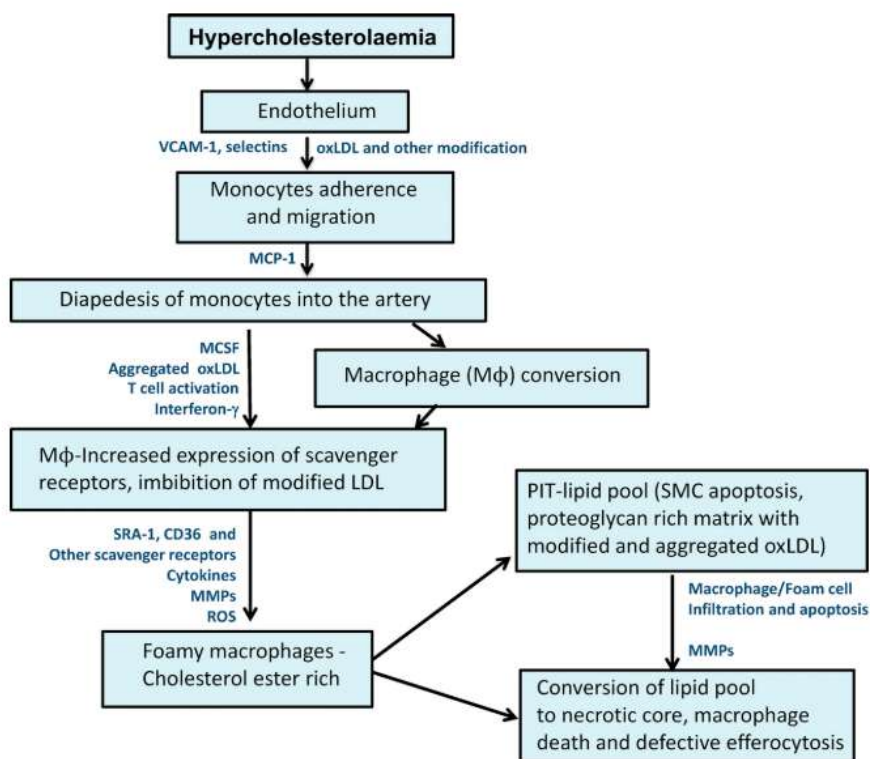 Hypercholesterolaemia
Endothelium
VCAM-1, selectins
oxLDL and other modification
Monocytes adherence
and migration
MCP-1
Diapedesis of monocytes into the artery
MCSF
Aggregated oxLDL
T cell activation
Interferon-γ
Macrophage (Mϕ) conversion
Mϕ-Increased expression of scavenger
receptors, imbibition of modified LDL
SRA-1, CD36 and
Other scavenger receptors
Cytokines
MMPs
ROS
Foamy macrophages -
Cholesterol ester rich
PIT-lipid pool (SMC apoptosis,
proteoglycan rich matrix with
modified and aggregated oxLDL)
Macrophage/Foam cell
Infiltration and apoptosis
MMPs
Conversion of lipid pool
to necrotic core, macrophage
death and defective efferocytosis